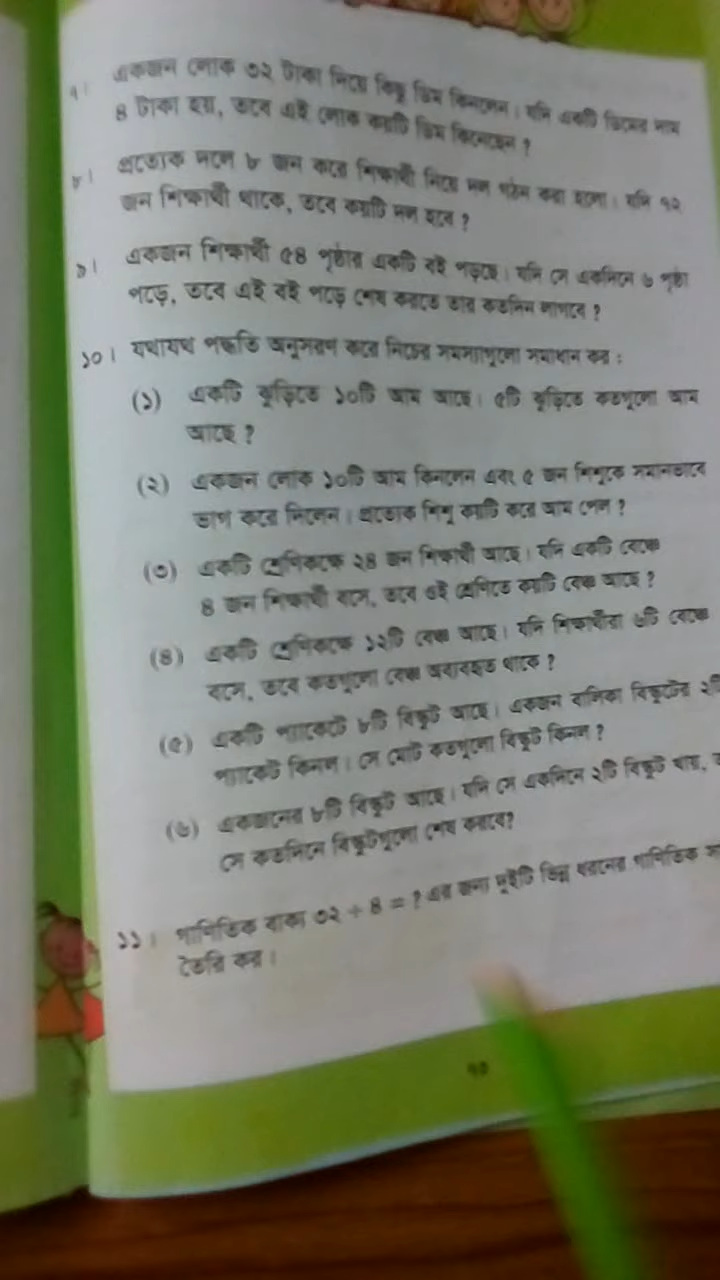 ৭। একজন লোক ৩২ টাকা দিয়ে কিছু ডিম কিনলেন। যদি একটি ডিমের দাম
৪ টাকা হয়, তবে এই লোক কয়টি ডিম কিনেছেন ?
৮। প্রত্যেক দলে ৮ জন করে শিক্ষার্থী নিয়ে দল গঠন করা হলো। যদি ৭২
জন শিক্ষার্থী থাকে, তবে কয়টি দল হবে ?
৯। একজন শিক্ষার্থী ৫৪ পৃষ্ঠার একটি বই পড়ছে। যদি সে একদিনে ৬ পৃষ্ঠা
পড়ে, তবে এই বই পড়ে শেষ করতে তার কতদিন লাগবে ?
১০। যথাযথ পদ্ধতি অনুসরণ করে নিচের সমস্যাগুলো সমাধান কর :
(১) একটি ঝুড়িতে ১০টি আম আছে। ৫টি ঝুড়িতে কতগুলো আম
আছে ?
(২) একজন লোক ১০টি আম কিনলেন এবং ৫ জন শিশুকে সমানভাবে
ভাগ করে দিলেন। প্রত্যেক শিশু কয়টি করে আম পেল ?
(৩) একটি শ্রেণিকক্ষে ২৪ জন শিক্ষার্থী আছে। যদি একটি বেঞ্চে
৪ জন শিক্ষার্থী বসে, তবে ওই শ্রেণিতে কয়টি বেঞ্চ আছে ?
(৪) একটি শ্রেণিকক্ষে ১২টি বেঞ্চ আছে। যদি শিক্ষার্থীরা ৬টি বেঞ্চে
বসে, তবে কতগুলো বেঞ্চ অব্যবহৃত থাকে ?
(৫) একটি প্যাকেটে ৮টি বিস্কুট আছে। একজন বালিকা বিস্কুটের ২টি
প্যাকেট কিনল। সে মোট কতগুলো বিস্কুট কিনল ?
(৬) একজনের ৮টি বিস্কুট আছে। যদি সে একদিনে ২টি বিস্কুট খায়,
সে কতদিনে বিস্কুটগুলো শেষ করবে?
১১। গাণিতিক বাক্য ৩২ ÷ ৪ = ? এর জন্য দুইটি ভিন্ন ধরনের গাণিতিক
তৈরি কর।